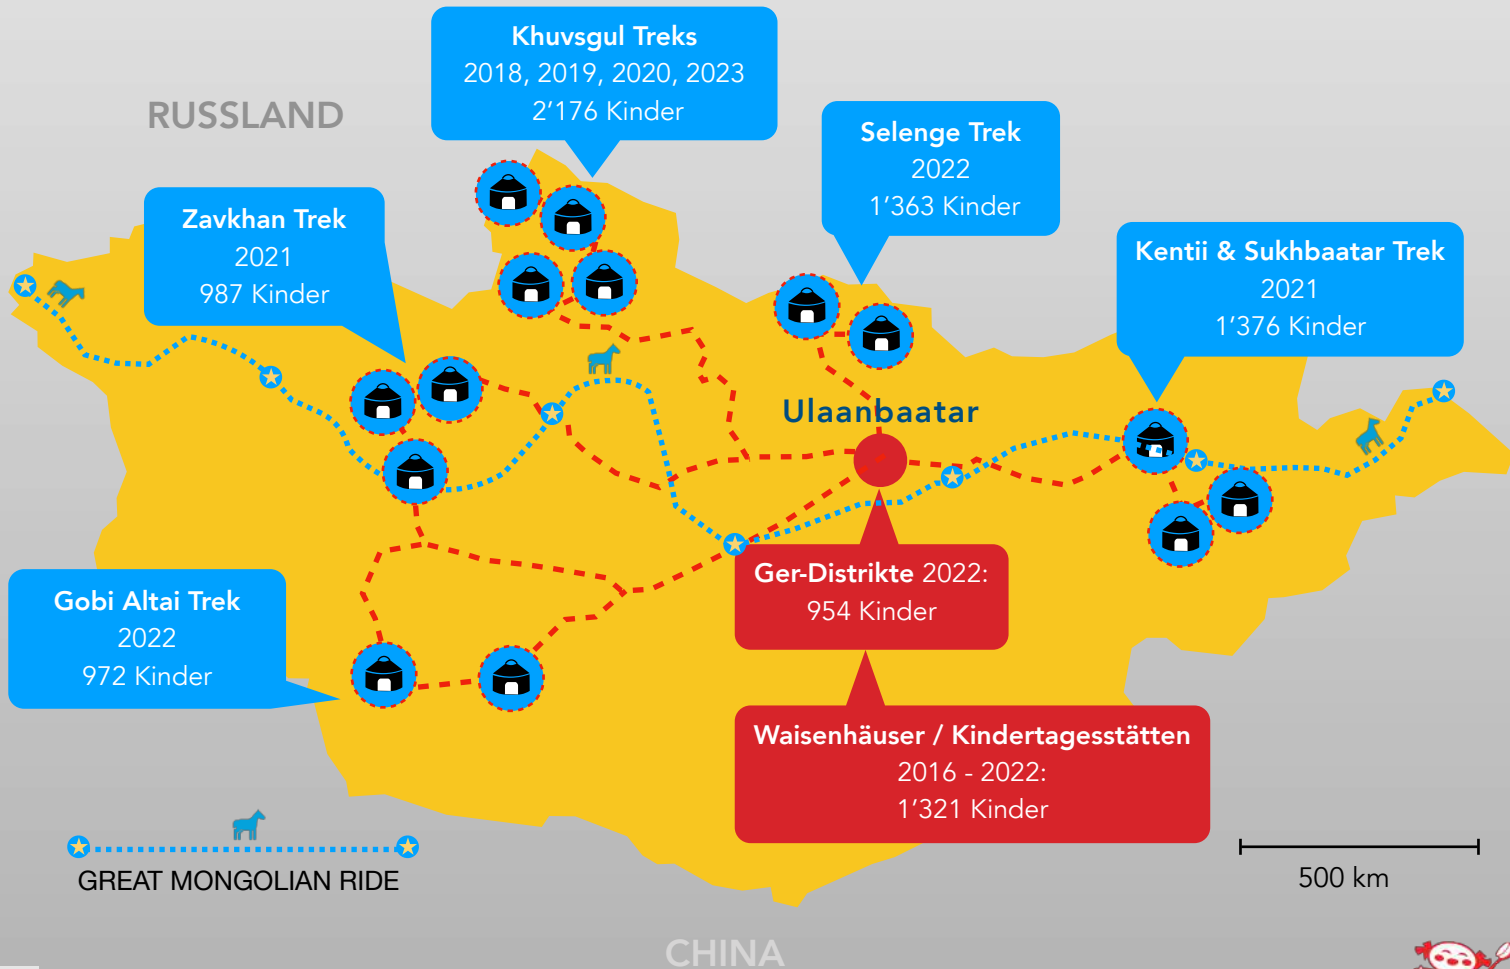 Khuvsgul Treks
2018, 2019, 2020, 2023
2'176 Kinder
RUSSLAND
Selenge Trek
2022
1'363 Kinder
Zavkhan Trek
2021
987 Kinder
Kentii & Sukhbaatar Trek
2021
1'376 Kinder
Ulaanbaatar
Ger-Distrikte 2022:
954 Kinder
Gobi Altai Trek
2022
972 Kinder
Waisenhäuser / Kindertagesstätten
2016 - 2022:
1'321 Kinder
GREAT MONGOLIAN RIDE
500 km
CHINA